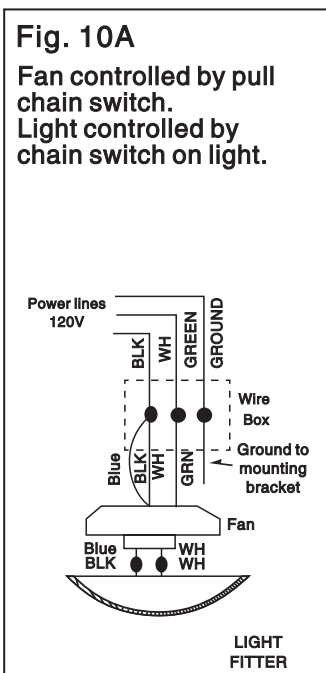 Fig. 10A
Fan controlled by pull
chain switch.
Light controlled by
chain switch on light.
Power lines
120V
BLK
WH
GREEN
GROUND
Wire
Box
Blue
BLK
WH
GRN
Ground to
mounting
bracket
Fan
Blue
BLK
WH
WH
LIGHT
FITTER